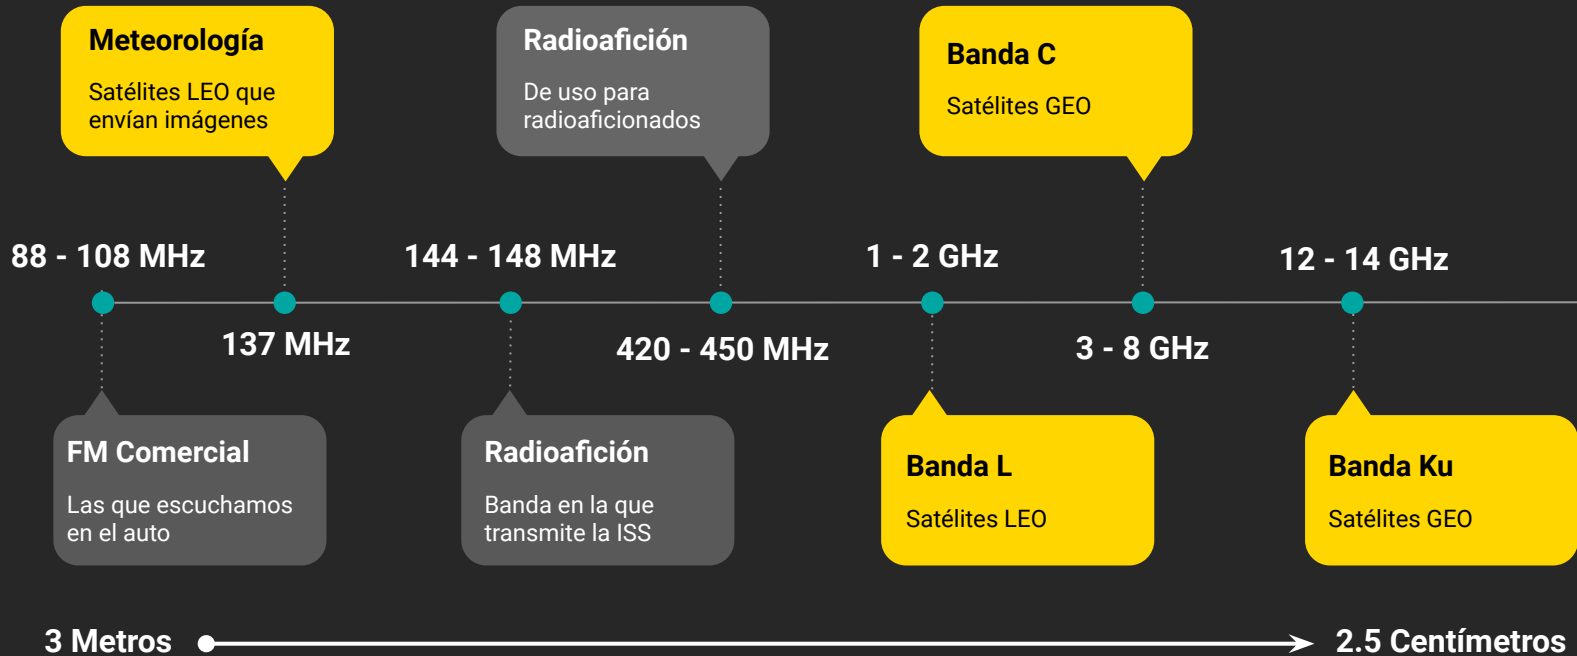 Meteorología
Satélites LEO que
envían imágenes
Radioafición
De uso para
radioaficionados
Banda C
Satélites GEO
88 - 108 MHz
144 - 148 MHz
1 - 2 GHz
12 - 14 GHz
137 MHz
420 - 450 MHz
3 - 8 GHz
FM Comercial
Las que escuchamos
en el auto
Radioafición
Banda en la que
transmite la ISS
Banda L
Satélites LEO
Banda Ku
Satélites GEO
3 Metros
2.5 Centímetros